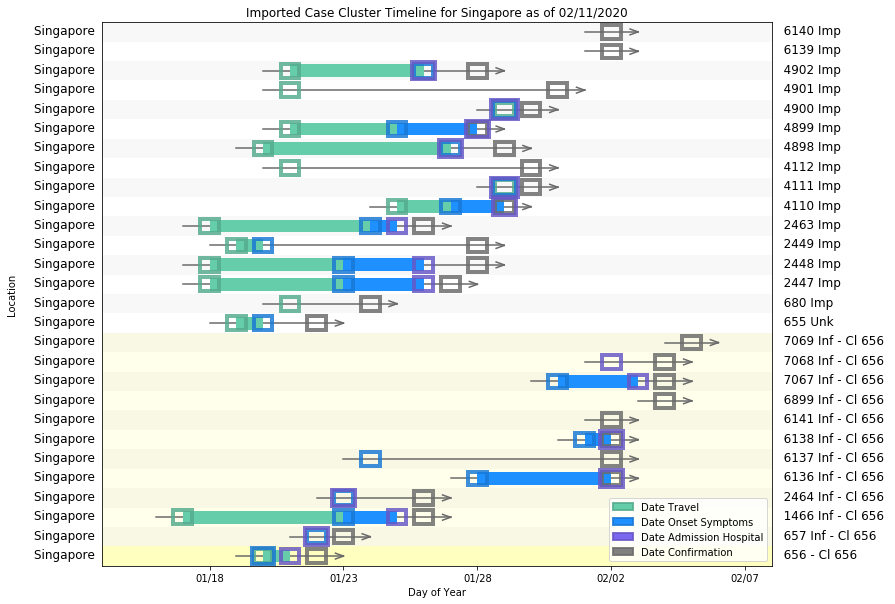 Imported Case Cluster Timeline for Singapore as of 02/11/2020
Singapore 6140 Imp
Singapore 6139 Imp
Singapore 4902 Imp
Singapore 4901 Imp
Singapore 4900 Imp
Singapore 4899 Imp
Singapore 4898 Imp
Singapore 4112 Imp
Singapore 4111 Imp
Singapore 4110 Imp
Singapore 2463 Imp
Singapore 2449 Imp
Singapore 2448 Imp
Singapore 2447 Imp
Singapore 680 Imp
Singapore 655 Unk
Singapore 7069 Inf - Cl 656
Singapore 7068 Inf - Cl 656
Singapore 7067 Inf - Cl 656
Singapore 6899 Inf - Cl 656
Singapore 6141 Inf - Cl 656
Singapore 6138 Inf - Cl 656
Singapore 6137 Inf - Cl 656
Singapore 6136 Inf - Cl 656
Singapore 2464 Inf - Cl 656
Singapore 1466 Inf - Cl 656
Singapore 657 Inf - Cl 656
Singapore 656 - Cl 656
Location
Date Travel
Date Onset Symptoms
Date Admission Hospital
Date Confirmation
01/18 01/23 01/28 02/02 02/07
Day of Year